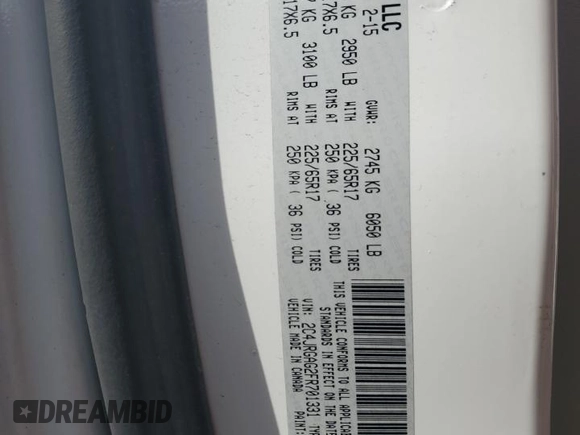 LLC
2-15 GVWR: 2745 KG 6050 LB
KG 2950 LB WITH 225/65R17 TIRES
7X6.5 RIMS AT 250 KPA ( 36 PSI) COLD
KG 3100 LB WITH 225/65R17 TIRES
17X6.5 RIMS AT 250 KPA ( 36 PSI) COLD
THIS VEHICLE CONFORMS TO ALL APPLICABLE
STANDARDS IN EFFECT ON THE DATE
VIN: 2C4JRGAG2FR701331 TYP
MADE IN CANADA PAINT:
DREAMBID